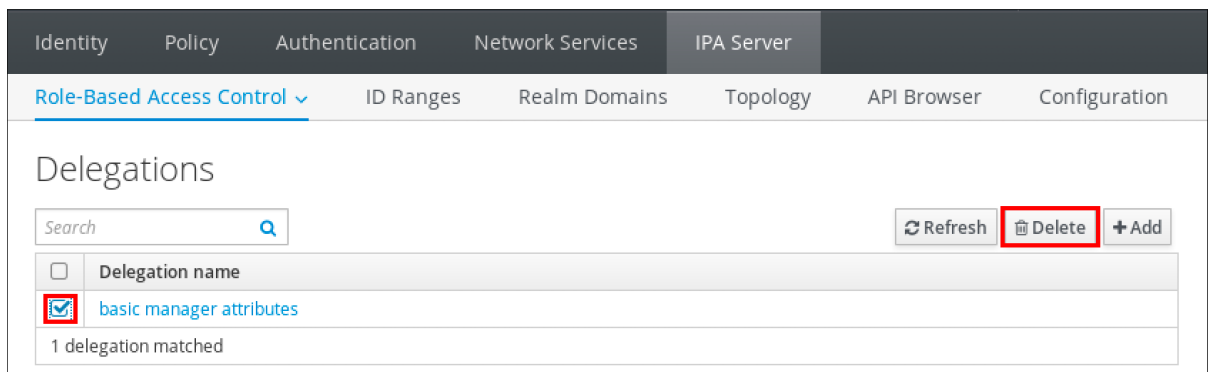 Identity Policy Authentication Network Services IPA Server
Role-Based Access Control ID Ranges Realm Domains Topology API Browser Configuration
Delegations
Search Refresh Delete Add
Delegation name
basic manager attributes
1 delegation matched